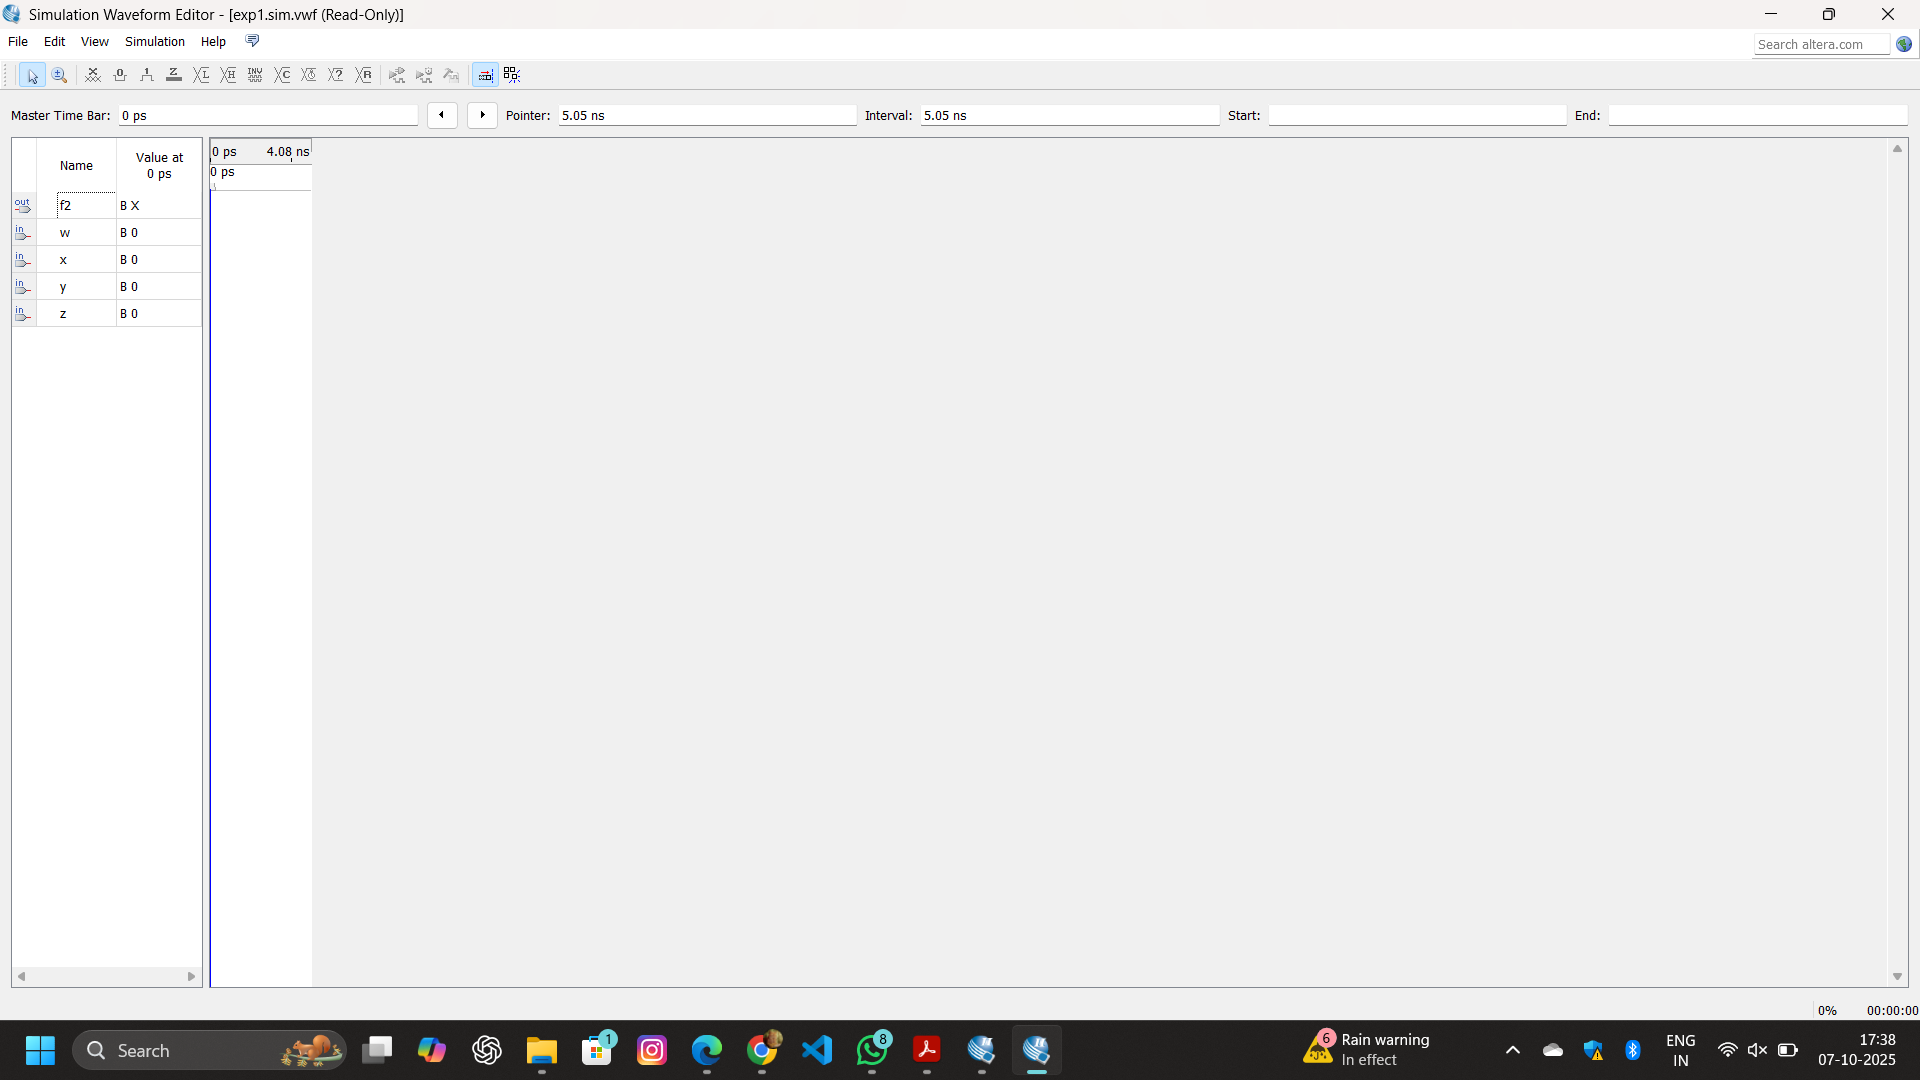 Simulation Waveform Editor - [exp1.sim.vwf (Read-Only)]
File Edit View Simulation Help
Search altera.com
Master Time Bar: 0 ps Pointer: 5.05 ns Interval: 5.05 ns Start: End:
Name Value at 0 ps
0 ps 4.08 ns
0 ps
out f2 B X
in w B 0
in x B 0
in y B 0
in z B 0
0% 00:00:00
Search
1
8
6
Rain warning
In effect
ENG
IN
17:38
07-10-2025